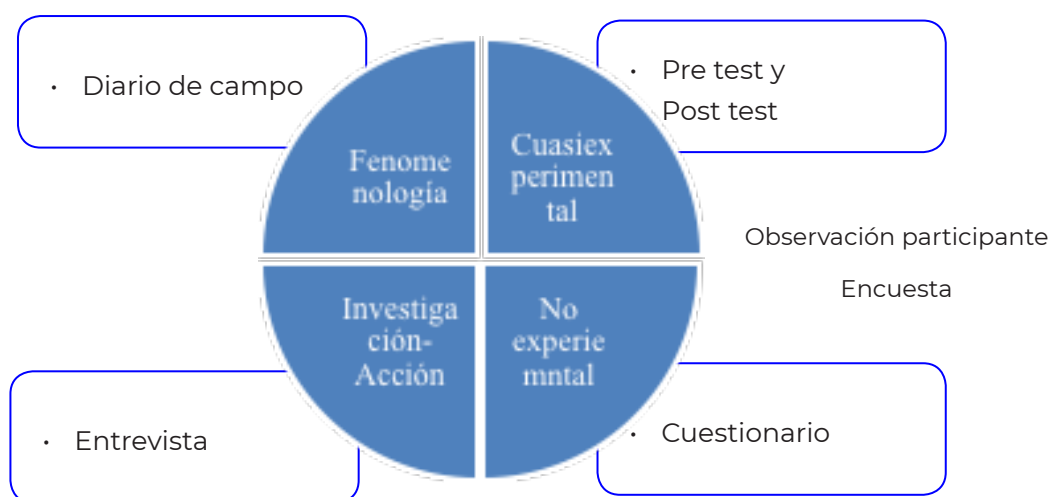 • Diario de campo
• Pre test y
Post test
Fenome
nología
Cuasiex
perimen
tal
Observación participante
Encuesta
Investiga
ción-
Acción
No
experie
mntal
• Entrevista
• Cuestionario